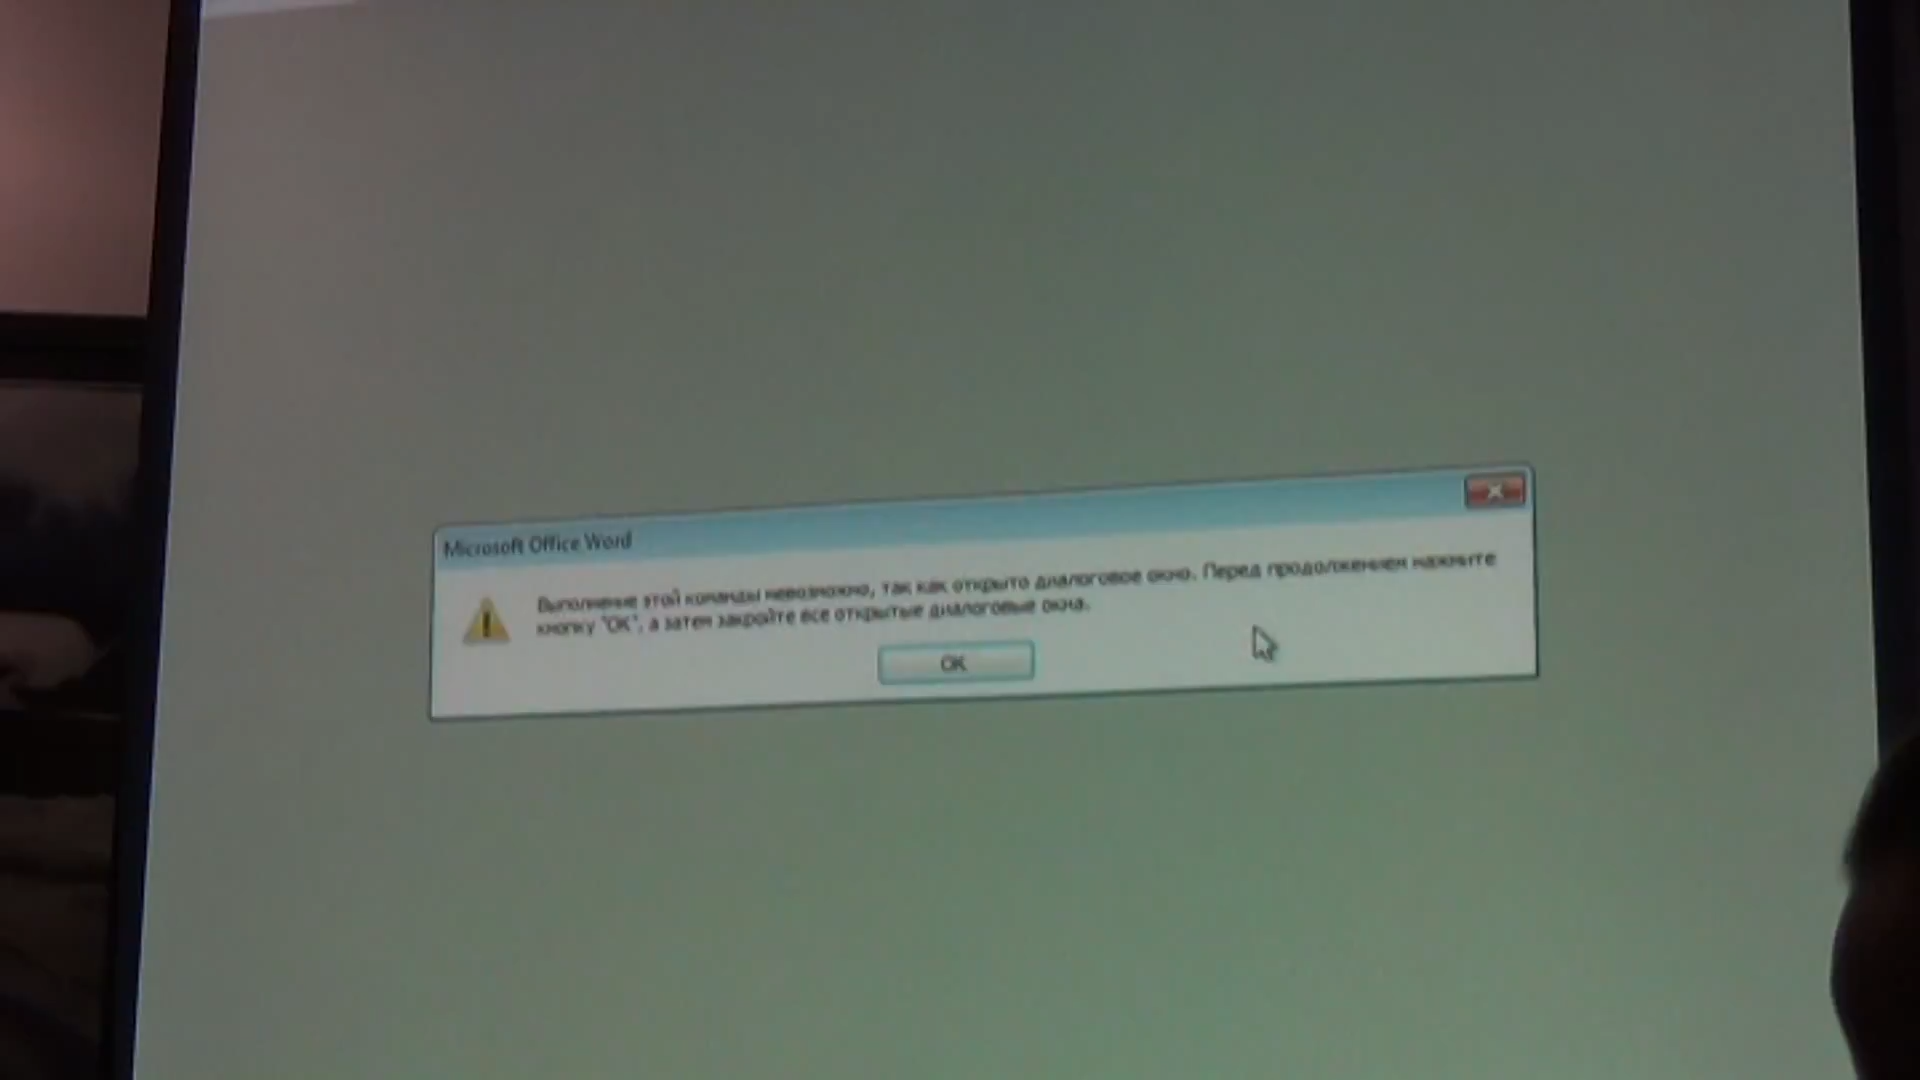 Microsoft Office Word
Выполнение этой команды невозможно, так как открыто диалоговое окно. Перед продолжением нажмите
кнопку "ОК", а затем закройте все открытые диалоговые окна.
ОК